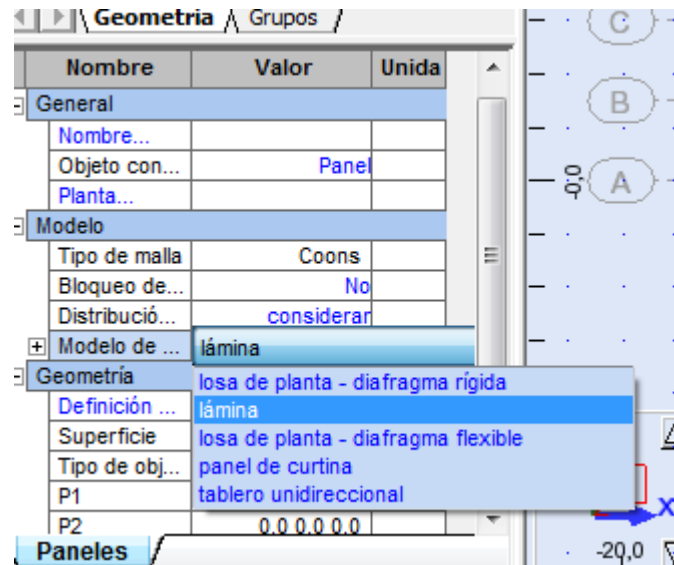 Geometría Grupos
Nombre Valor Unida
General
Nombre...
Objeto con... Panel
Planta...
Modelo
Tipo de malla Coons
Bloqueo de... No
Distribució... considerar
Modelo de ... lámina
Geometría
losa de planta - diafragma rígida
Definición ...
lámina
Superficie
losa de planta - diafragma flexible
Tipo de obj...
panel de curtina
P1
tablero unidireccional
P2 0,0 0,0 0,0
Paneles
C
B
-0,0
A
X
-20,0